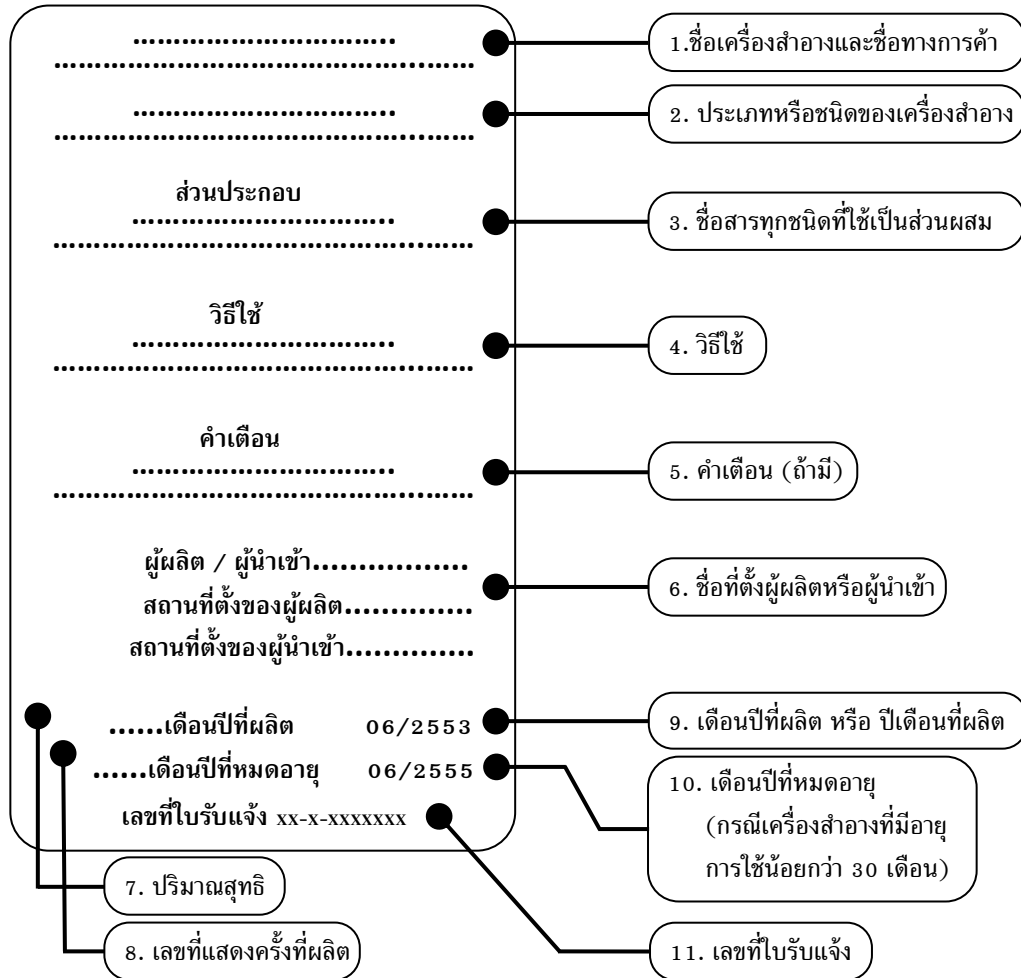 ................................
...................................................
1.ชื่อเครื่องสำอางและชื่อทางการค้า
................................
...................................................
2. ประเภทหรือชนิดของเครื่องสำอาง
ส่วนประกอบ
................................
...................................................
3. ชื่อสารทุกชนิดที่ใช้เป็นส่วนผสม
วิธีใช้
................................
...................................................
4. วิธีใช้
คำเตือน
................................
...................................................
5. คำเตือน (ถ้ามี)
ผู้ผลิต / ผู้นำเข้า.................
สถานที่ตั้งของผู้ผลิต..............
สถานที่ตั้งของผู้นำเข้า..............
6. ชื่อที่ตั้งผู้ผลิตหรือผู้นำเข้า
......เดือนปีที่ผลิต 06/2553
9. เดือนปีที่ผลิต หรือ ปีเดือนที่ผลิต
......เดือนปีที่หมดอายุ 06/2555
10. เดือนปีที่หมดอายุ
(กรณีเครื่องสำอางที่มีอายุ
การใช้น้อยกว่า 30 เดือน)
เลขที่ใบรับแจ้ง xx-x-xxxxxxx
7. ปริมาณสุทธิ
8. เลขที่แสดงครั้งที่ผลิต
11. เลขที่ใบรับแจ้ง